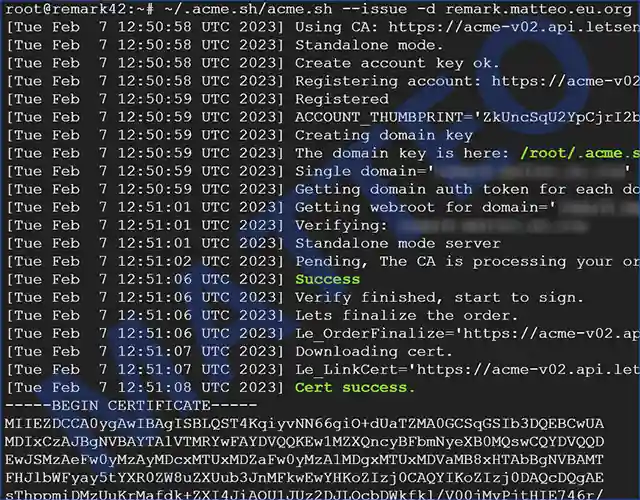 root@remark42:~# ~/.acme.sh/acme.sh --issue -d remark.matteo.eu.org
[Tue Feb  7 12:50:58 UTC 2023] Using CA: https://acme-v02.api.letsen
[Tue Feb  7 12:50:58 UTC 2023] Standalone mode.
[Tue Feb  7 12:50:58 UTC 2023] Create account key ok.
[Tue Feb  7 12:50:58 UTC 2023] Registering account: https://acme-v02
[Tue Feb  7 12:50:59 UTC 2023] Registered
[Tue Feb  7 12:50:59 UTC 2023] ACCOUNT_THUMBPRINT='ZkUncSqU2YpCjrI2b
[Tue Feb  7 12:50:59 UTC 2023] Creating domain key
[Tue Feb  7 12:50:59 UTC 2023] The domain key is here: /root/.acme.s
[Tue Feb  7 12:50:59 UTC 2023] Single domain='
[Tue Feb  7 12:50:59 UTC 2023] Getting domain auth token for each do
[Tue Feb  7 12:51:01 UTC 2023] Getting webroot for domain='
[Tue Feb  7 12:51:01 UTC 2023] Verifying:
[Tue Feb  7 12:51:01 UTC 2023] Standalone mode server
[Tue Feb  7 12:51:02 UTC 2023] Pending, The CA is processing your or
[Tue Feb  7 12:51:06 UTC 2023] Success
[Tue Feb  7 12:51:06 UTC 2023] Verify finished, start to sign.
[Tue Feb  7 12:51:06 UTC 2023] Lets finalize the order.
[Tue Feb  7 12:51:06 UTC 2023] Le_OrderFinalize='https://acme-v02.ap
[Tue Feb  7 12:51:07 UTC 2023] Downloading cert.
[Tue Feb  7 12:51:07 UTC 2023] Le_LinkCert='https://acme-v02.api.let
[Tue Feb  7 12:51:08 UTC 2023] Cert success.
-----BEGIN CERTIFICATE-----
MIIEZDCCA0ygAwIBAgISBLQST4KqiyvNN66giO+dUaTZMA0GCSqGSIb3DQEBCwUA
MDIxCzAJBgNVBAYTAlVTMRYwFAYDVQQKEw1MZXQncyBFbmNyeXB0MQswCQYDVQQD
EwJSMzAeFw0yMzAyMDcxMTUxMDZaFw0yMzA1MDgxMTUxMDVaMB8xHTAbBgNVBAMT
FHJlbWFyay5tYXR0ZW8uZXUub3JnMFkwEwYHKoZIzj0CAQYIKoZIzj0DAQcDQgAE